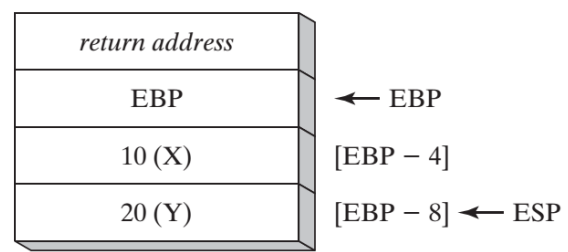 return address
EBP ← EBP
10 (X) [EBP − 4]
20 (Y) [EBP − 8] ← ESP